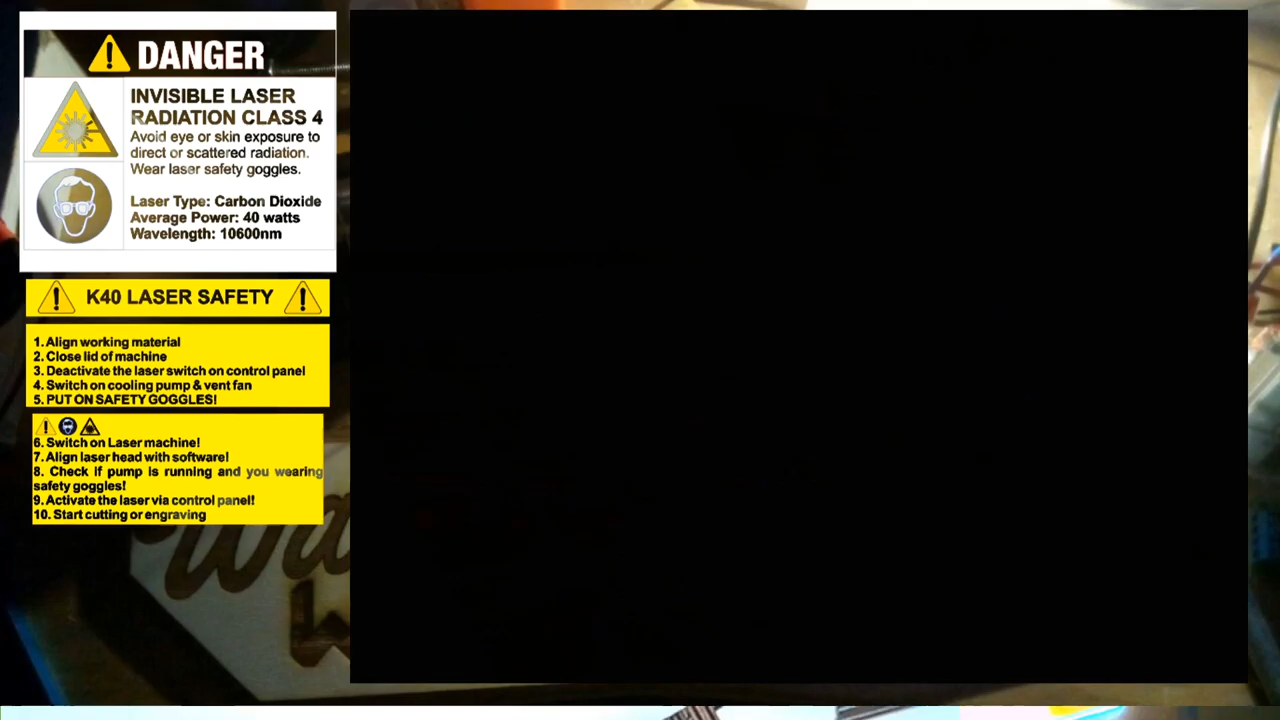 DANGER
INVISIBLE LASER
RADIATION CLASS 4
Avoid eye or skin exposure to
direct or scattered radiation.
Wear laser safety goggles.
Laser Type: Carbon Dioxide
Average Power: 40 watts
Wavelength: 10600nm
K40 LASER SAFETY
1. Align working material
2. Close lid of machine
3. Deactivate the laser switch on control panel
4. Switch on cooling pump & vent fan
5. PUT ON SAFETY GOGGLES!
6. Switch on Laser machine!
7. Align laser head with software!
8. Check if pump is running and you wearing
safety goggles!
9. Activate the laser via control panel!
10. Start cutting or engraving